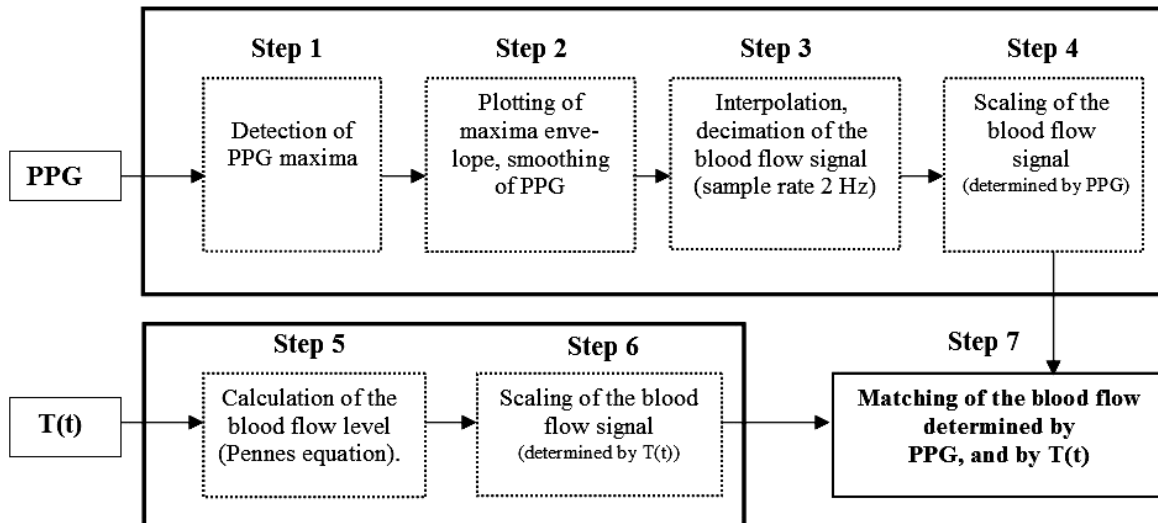 Step 1
Step 2
Step 3
Step 4
PPG
Detection of
PPG maxima
Plotting of
maxima enve-
lope, smoothing
of PPG
Interpolation,
decimation of the
blood flow signal
(sample rate 2 Hz)
Scaling of the
blood flow
signal
(determined by PPG)
Step 5
Step 6
Step 7
T(t)
Calculation of the
blood flow level
(Pennes equation).
Scaling of the blood
flow signal
(determined by T(t))
Matching of the blood flow
determined by
PPG, and by T(t)